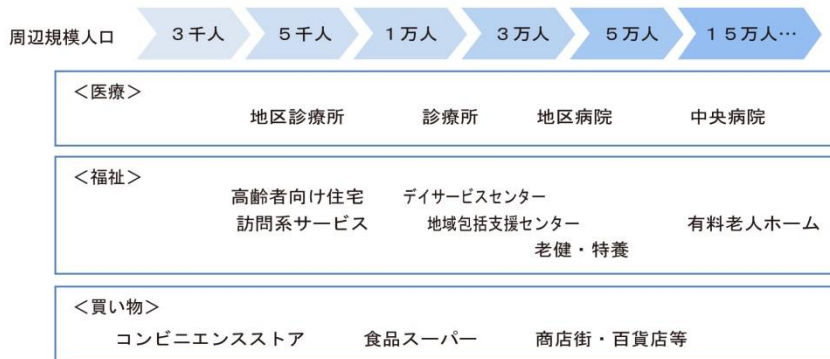 周辺規模人口 ３千人 ５千人 １万人 ３万人 ５万人 １５万人…
＜医療＞
地区診療所 診療所 地区病院 中央病院
＜福祉＞
高齢者向け住宅 デイサービスセンター
訪問系サービス 地域包括支援センター 有料老人ホーム
老健・特養
＜買い物＞
コンビニエンスストア 食品スーパー 商店街・百貨店等